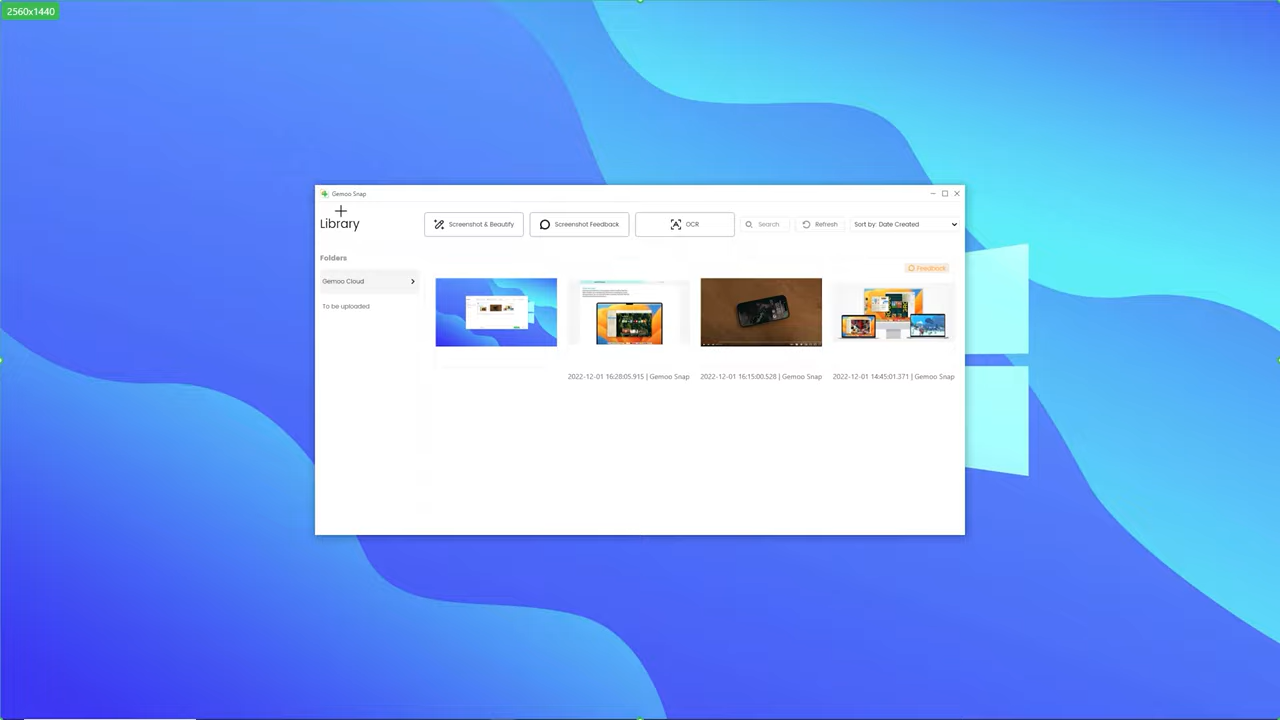 2560x1440
Gemoo Snap
Library
Screenshot & Beautify
Screenshot Feedback
OCR
Search
Refresh
Sort by: Date Created
Folders
Feedback
Gemoo Cloud
To be uploaded
2022-12-01 16:28:05.915 | Gemoo Snap
2022-12-01 16:15:00.528 | Gemoo Snap
2022-12-01 14:45:01.371 | Gemoo Snap